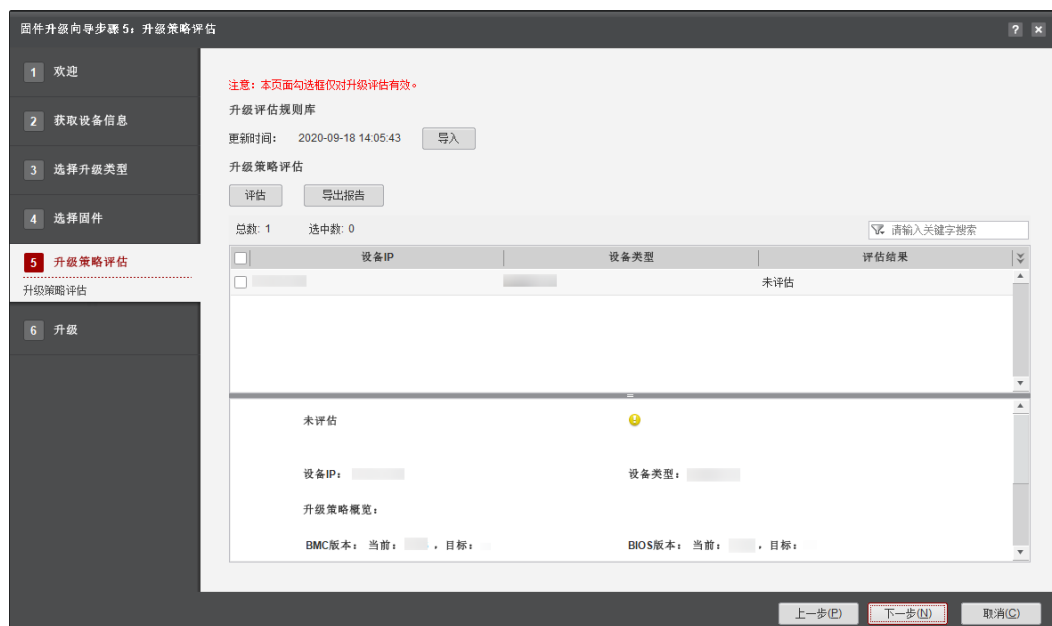 固件升级向导步骤 5：升级策略评估
? ×
1 欢迎
2 获取设备信息
3 选择升级类型
4 选择固件
5 升级策略评估
升级策略评估
6 升级
注意：本页面勾选框仅对升级评估有效。
升级评估规则库
更新时间： 2020-09-18 14:05:43 导入
升级策略评估
评估 导出报告
总数: 1 选中数: 0 请输入关键字搜索
设备IP 设备类型 评估结果
未评估
未评估
设备IP： 设备类型：
升级策略概览：
BMC版本： 当前： ，目标： BIOS版本： 当前： ，目标：
上一步(P) 下一步(N) 取消(C)